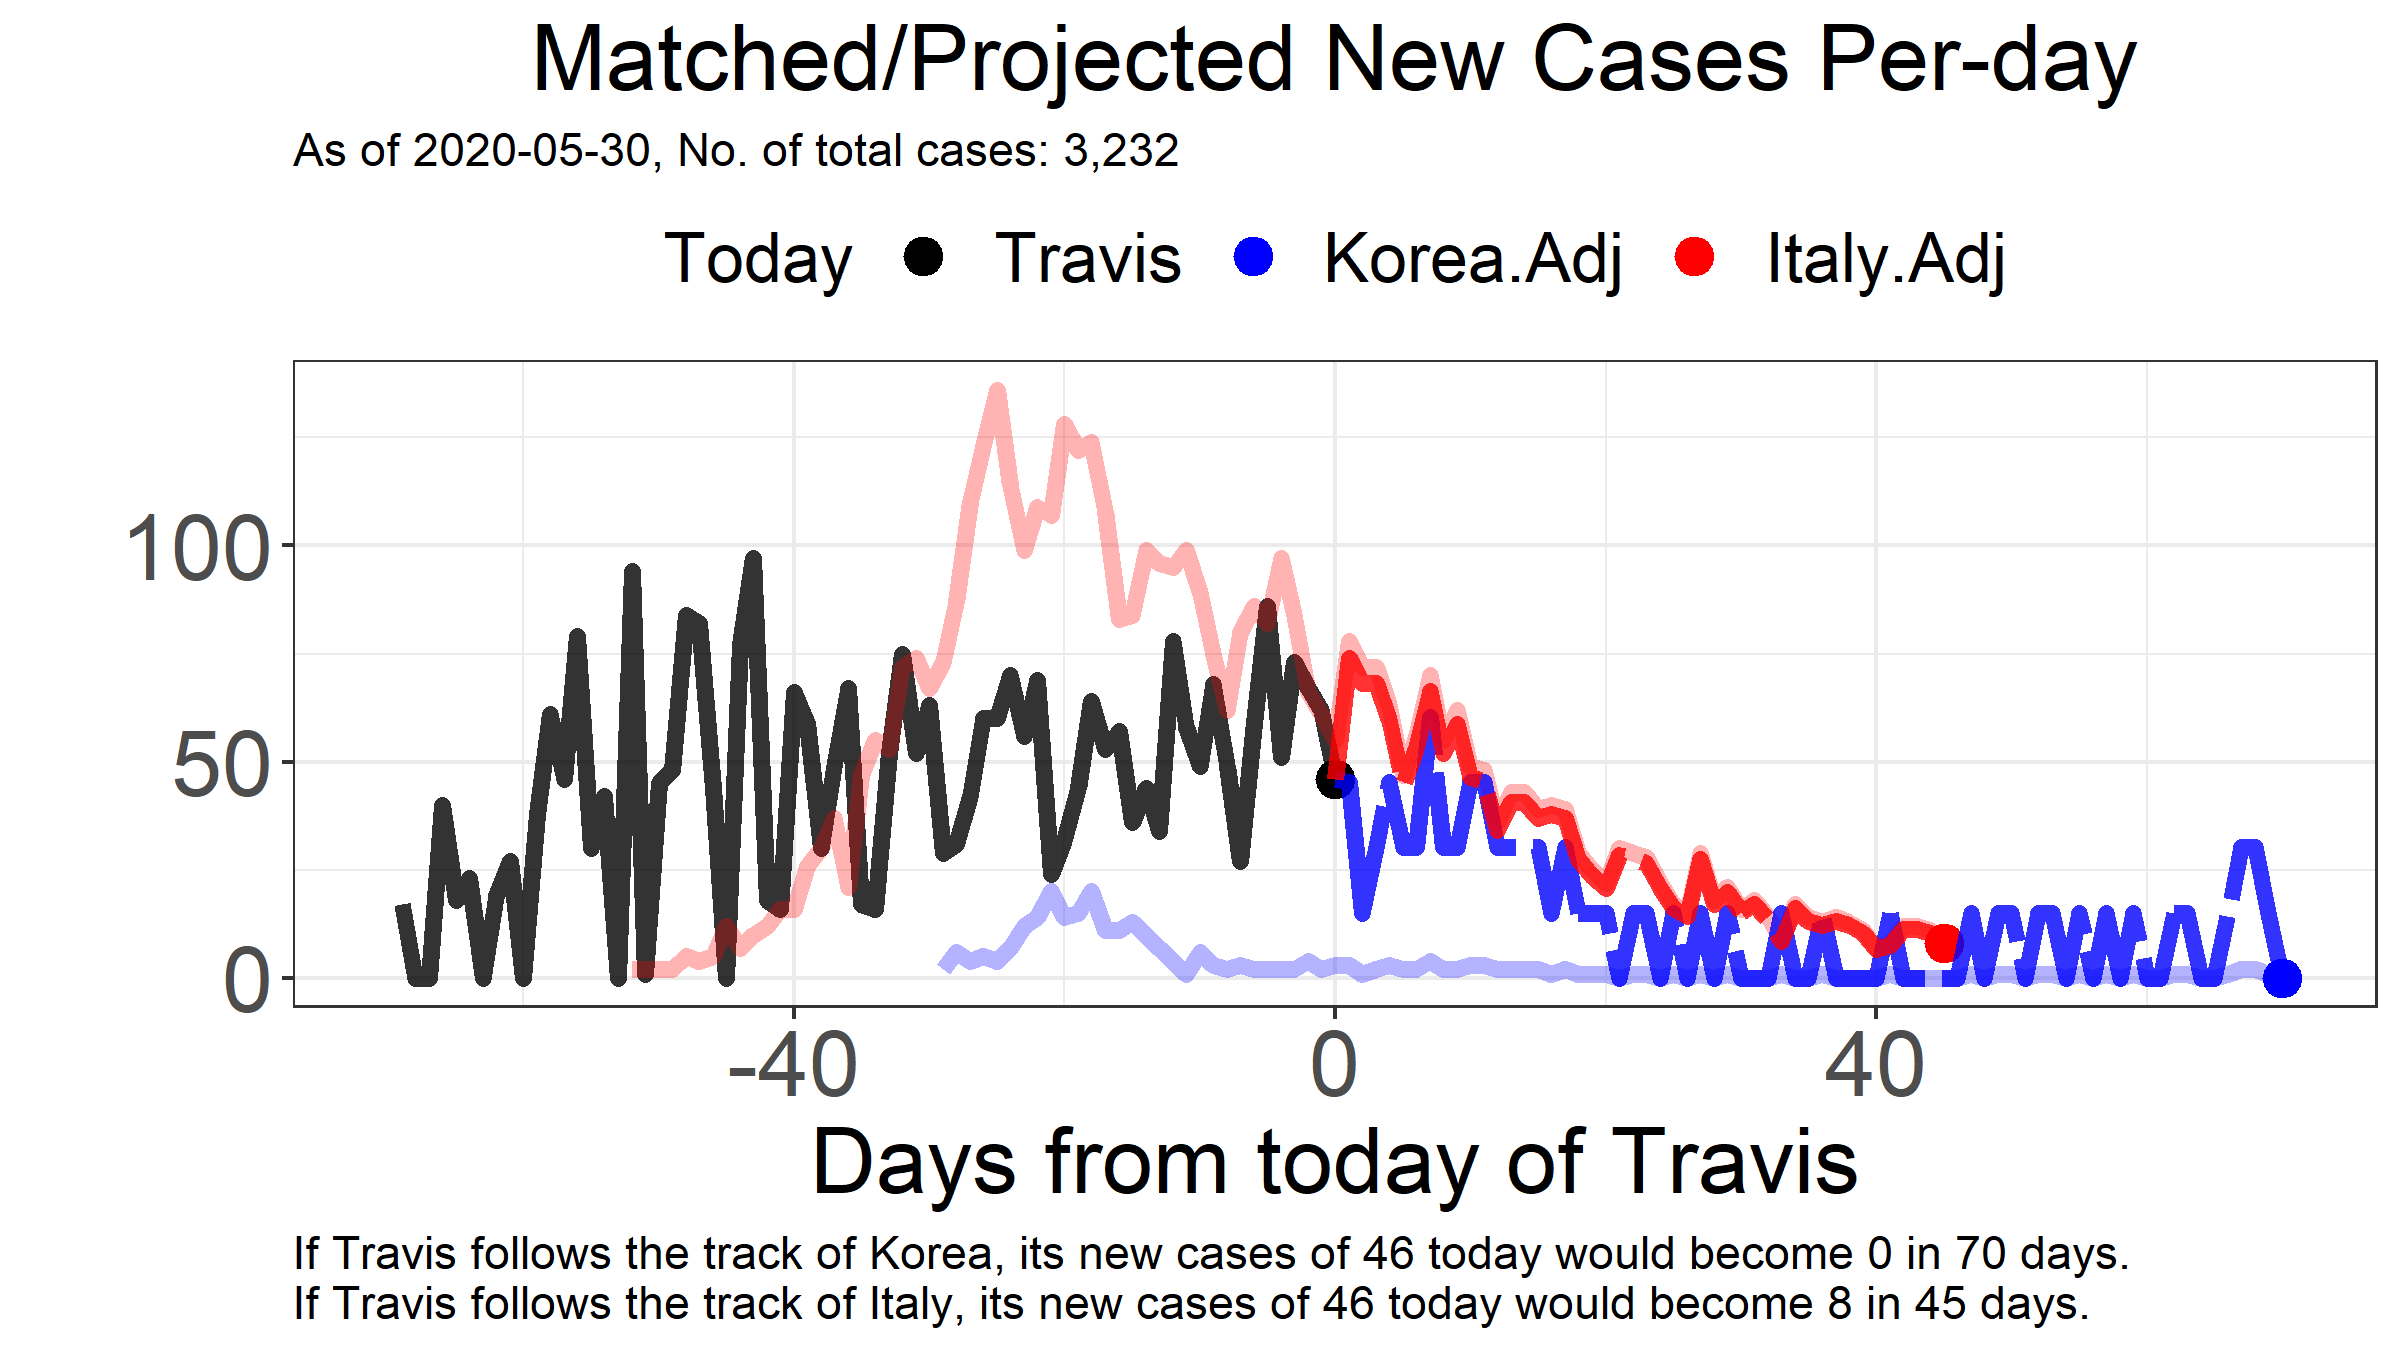 Matched/Projected New Cases Per-day
As of 2020-05-30, No. of total cases: 3,232
Today Travis Korea.Adj Italy.Adj
100
50
0
-40 0 40
Days from today of Travis
If Travis follows the track of Korea, its new cases of 46 today would become 0 in 70 days.
If Travis follows the track of Italy, its new cases of 46 today would become 8 in 45 days.